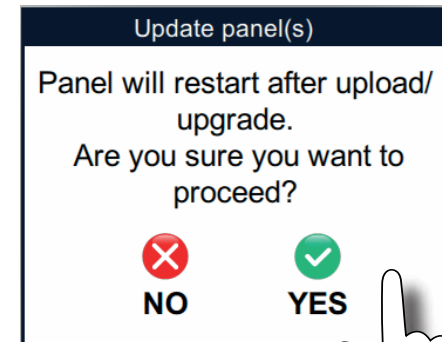 Update panel(s)
Panel will restart after upload/
upgrade.
Are you sure you want to
proceed?
NO YES